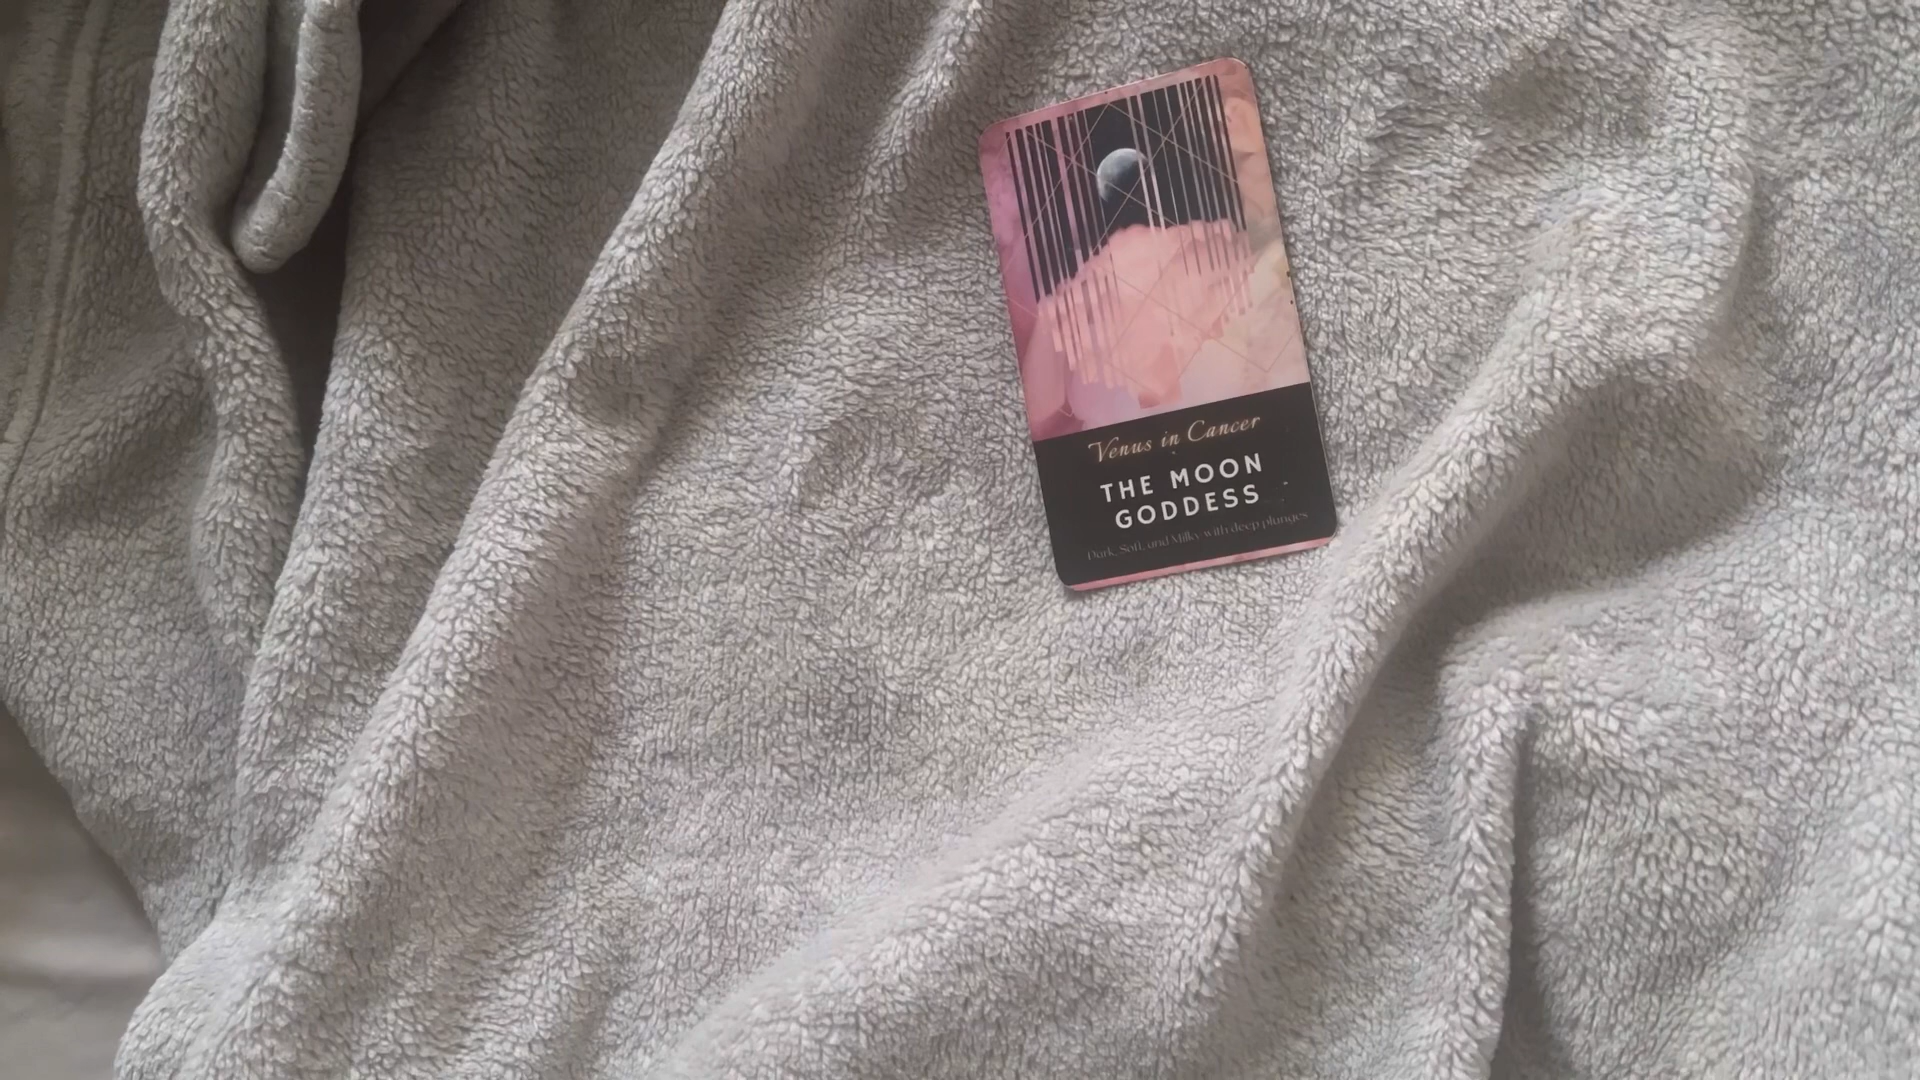 Venus in Cancer
THE MOON
GODDESS
Dark, Soft, and Milky with deep plunges